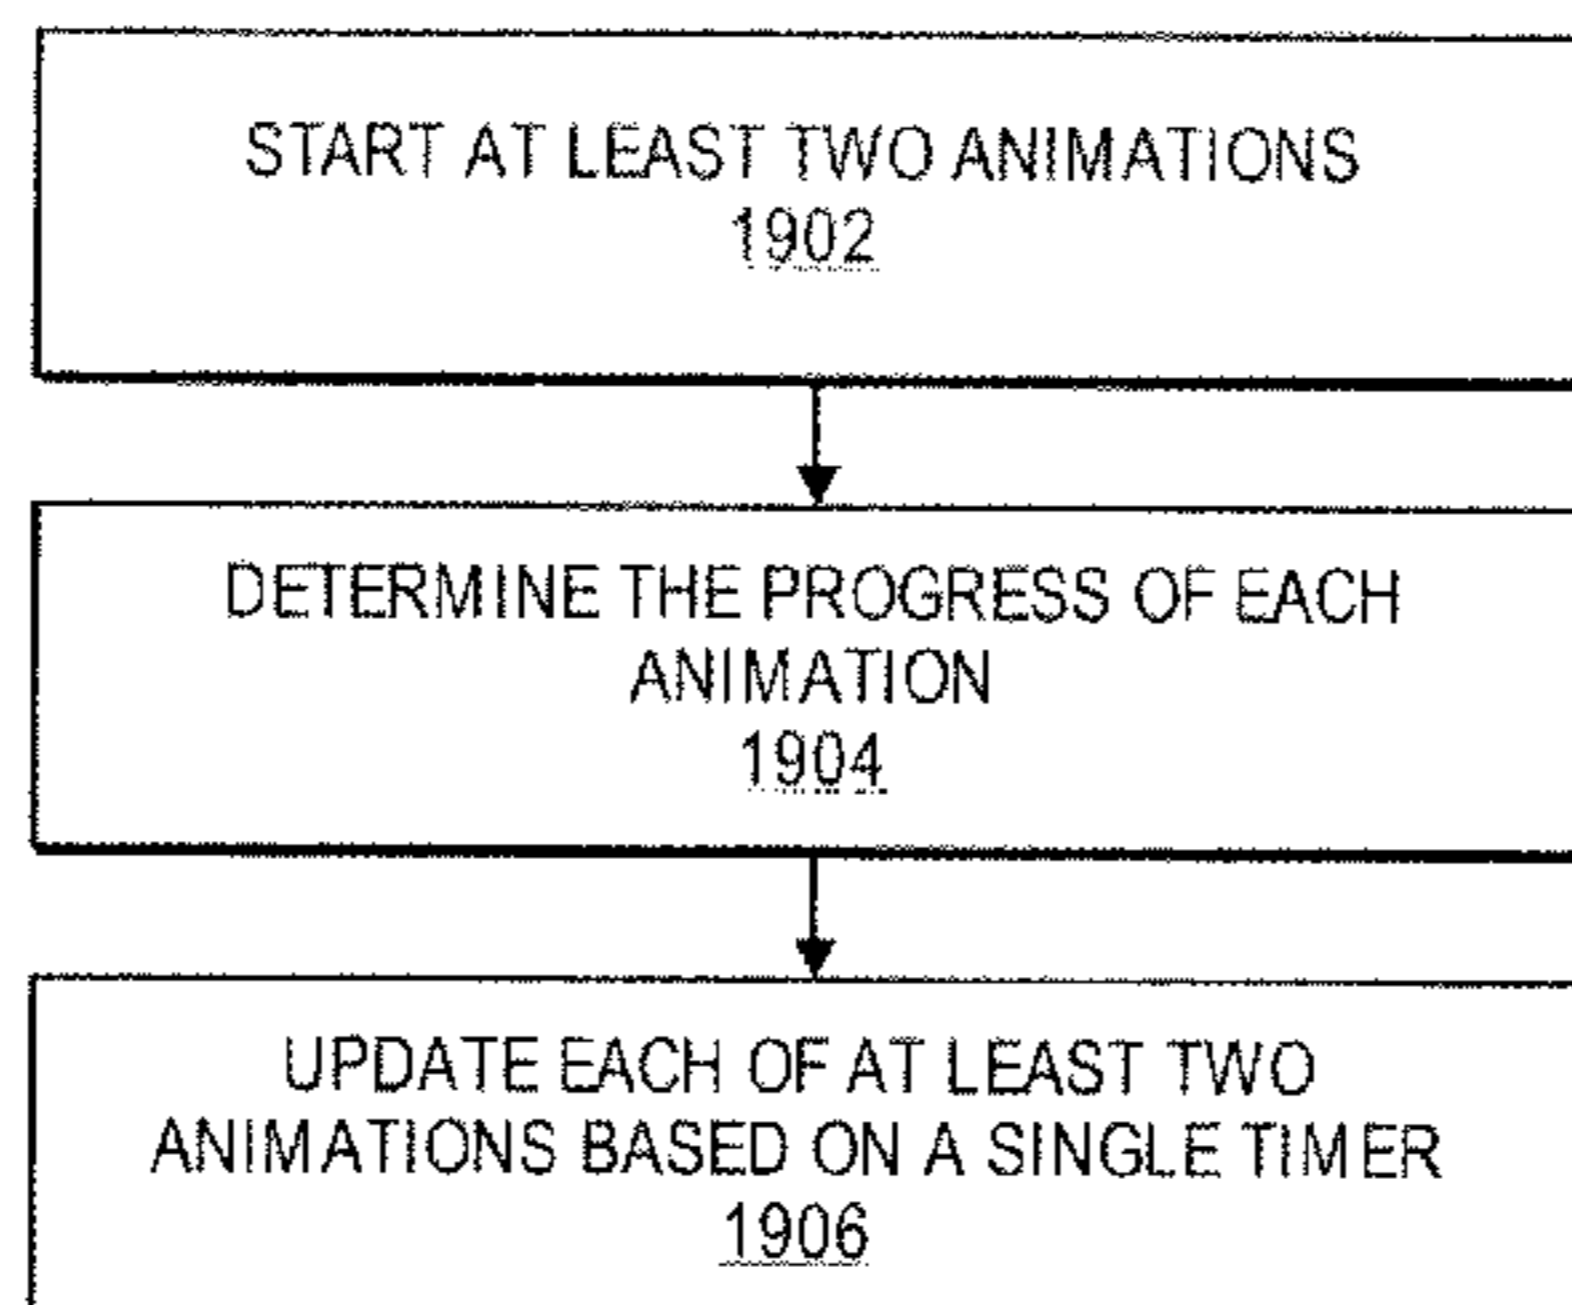 START AT LEAST TWO ANIMATIONS
1902
DETERMINE THE PROGRESS OF EACH
ANIMATION
1904
UPDATE EACH OF AT LEAST TWO
ANIMATIONS BASED ON A SINGLE TIMER
1906